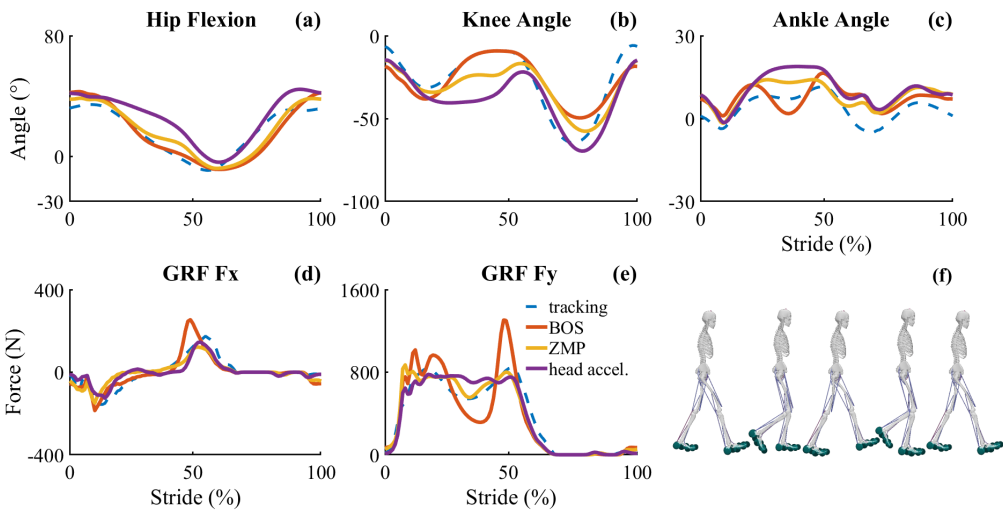 Hip Flexion (a)
Knee Angle (b)
Ankle Angle (c)
Angle (°)
80
0
-30
0 50 100
0
-50
-100
0 50 100
30
0
-30
0 50 100
Stride (%)
GRF Fx (d)
GRF Fy (e)
(f)
Force (N)
400
0
-400
0 50 100
Stride (%)
1600
800
0
0 50 100
Stride (%)
tracking
BOS
ZMP
head accel.